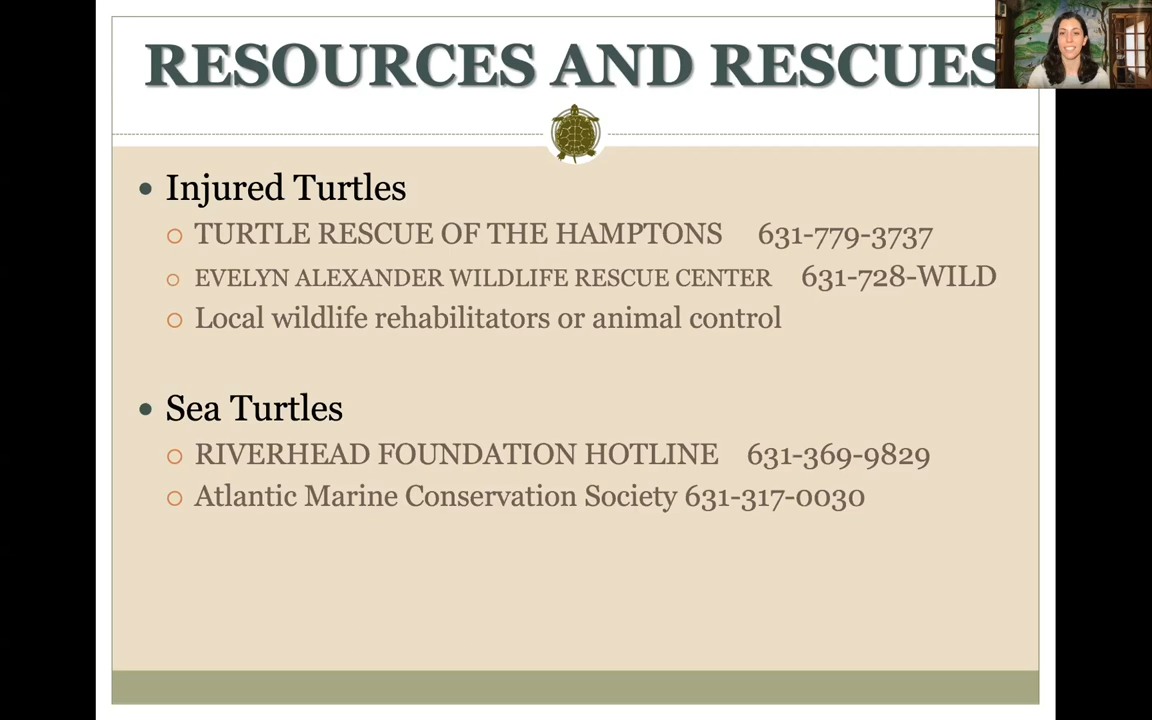 RESOURCES AND RESCUES
Injured Turtles
TURTLE RESCUE OF THE HAMPTONS 631-779-3737
EVELYN ALEXANDER WILDLIFE RESCUE CENTER 631-728-WILD
Local wildlife rehabilitators or animal control
Sea Turtles
RIVERHEAD FOUNDATION HOTLINE 631-369-9829
Atlantic Marine Conservation Society 631-317-0030